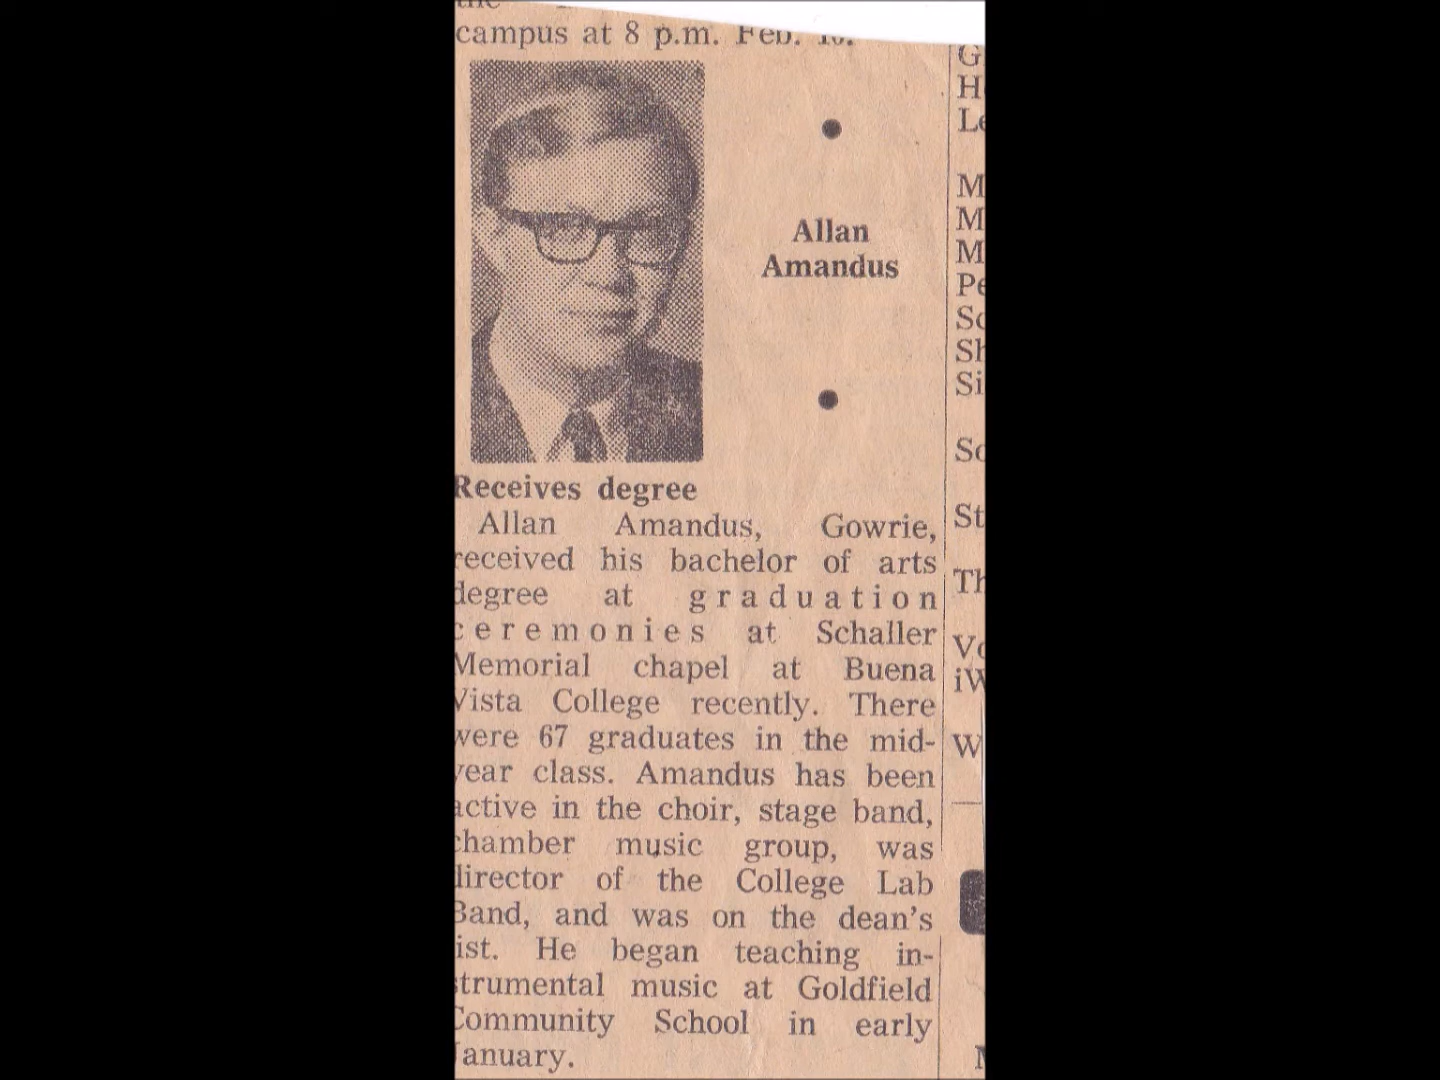 campus at 8 p.m. Feb. 10.
Allan
Amandus
Receives degree
Allan Amandus, Gowrie,
received his bachelor of arts
degree at graduation
ceremonies at Schaller
Memorial chapel at Buena
Vista College recently. There
were 67 graduates in the mid-
year class. Amandus has been
active in the choir, stage band,
chamber music group, was
director of the College Lab
Band, and was on the dean's
list. He began teaching in-
strumental music at Goldfield
Community School in early
January.